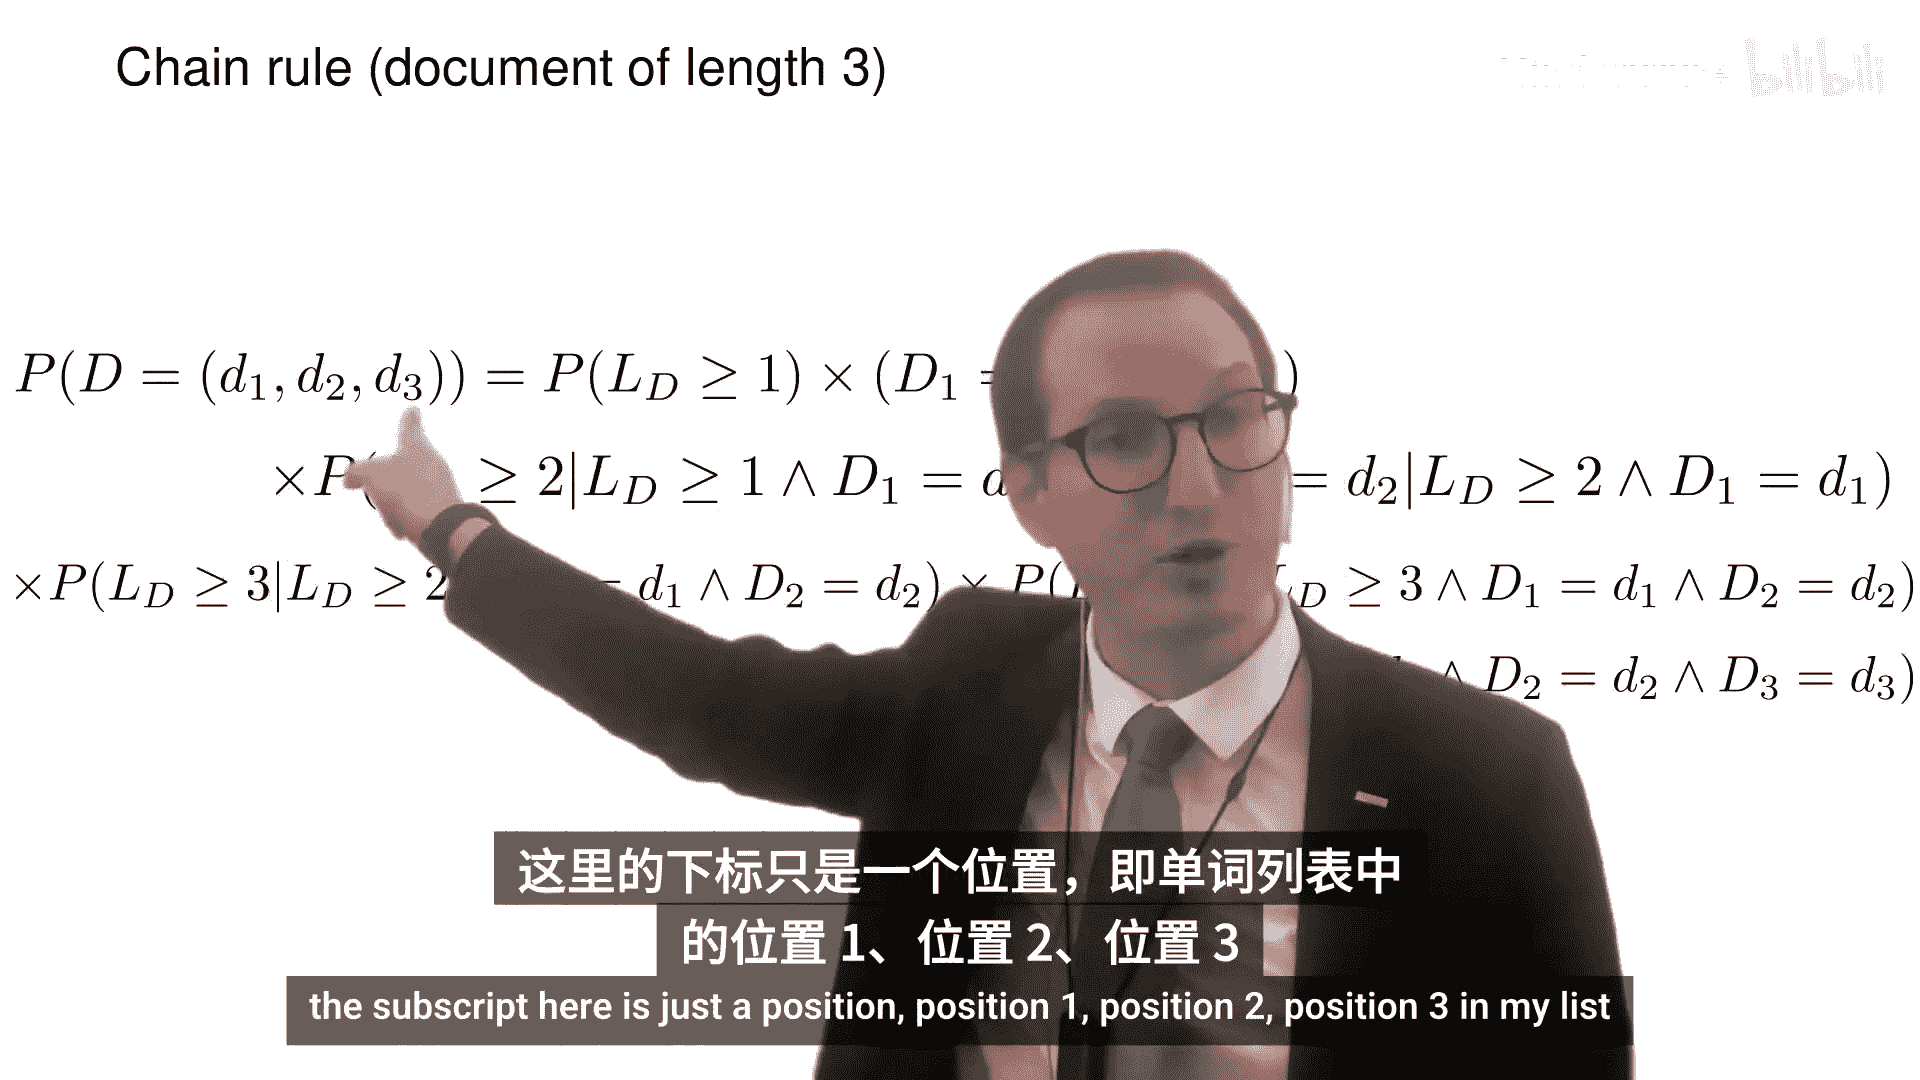 Chain rule (document of length 3)
bilibili
P(D = (d₁, d₂, d₃)) = P(L_D ≥ 1) × (D₁ = )
×P( ≥ 2|L_D ≥ 1 ∧ D₁ = d = d₂|L_D ≥ 2 ∧ D₁ = d₁)
×P(L_D ≥ 3|L_D ≥ 2 = d₁ ∧ D₂ = d₂) × P( L_D ≥ 3 ∧ D₁ = d₁ ∧ D₂ = d₂)
∧ D₂ = d₂ ∧ D₃ = d₃)
这里的下标只是一个位置，即单词列表中
的位置 1、位置 2、位置 3
the subscript here is just a position, position 1, position 2, position 3 in my list